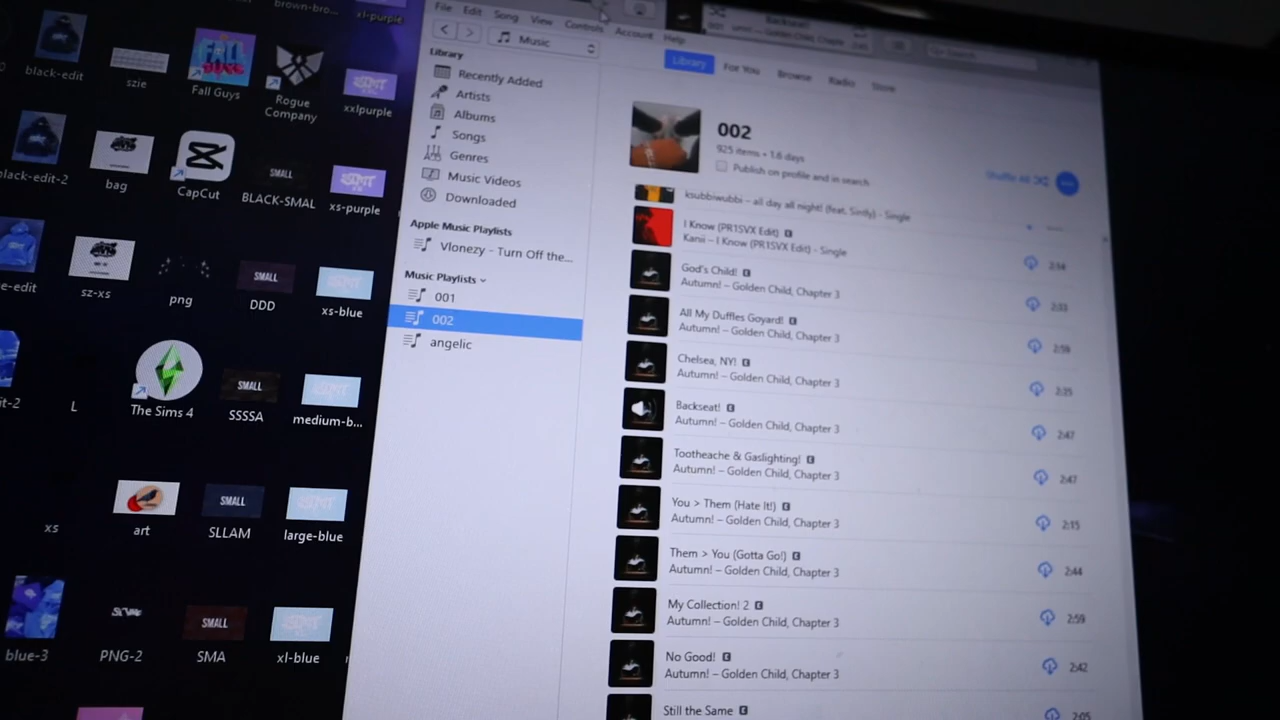 brown-bro...
xl-purple
black-edit
szie
Fall Guys
Rogue
Company
xxlpurple
black-edit-2
bag
CapCut
BLACK-SMAL
xs-purple
e-edit
sz-xs
png
DDD
xs-blue
it-2
L
The Sims 4
SSSSA
medium-b...
xs
art
SLLAM
large-blue
blue-3
PNG-2
SMA
xl-blue
FALL
GUYS
SMALL
SMALL
SMALL
SMALL
SMALL
File Edit Song View Controls Account Help
Music
Library
Recently Added
Artists
Albums
Songs
Genres
Music Videos
Downloaded
Apple Music Playlists
Vlonezy - Turn Off the...
Music Playlists
001
002
angelic
Backseat!
Library For You Browse Radio Store
002
925 items • 1.6 days
Publish on profile and in search
Shuffle All
ksubbiwubbi – all day all night! (feat. Sirdly) - Single
I Know (PR1SVX Edit) E
Kanii – I Know (PR1SVX Edit) - Single
2:14
God's Child! E
Autumn! – Golden Child, Chapter 3
2:03
All My Duffles Goyard! E
Autumn! – Golden Child, Chapter 3
2:58
Chelsea, NY! E
Autumn! – Golden Child, Chapter 3
2:35
Backseat! E
Autumn! – Golden Child, Chapter 3
2:47
Tootheache & Gaslighting! E
Autumn! – Golden Child, Chapter 3
2:47
You > Them (Hate It!) E
Autumn! – Golden Child, Chapter 3
2:15
Them > You (Gotta Go!) E
Autumn! – Golden Child, Chapter 3
2:44
My Collection! 2 E
Autumn! – Golden Child, Chapter 3
2:59
No Good! E
Autumn! – Golden Child, Chapter 3
2:42
Still the Same E
2:05